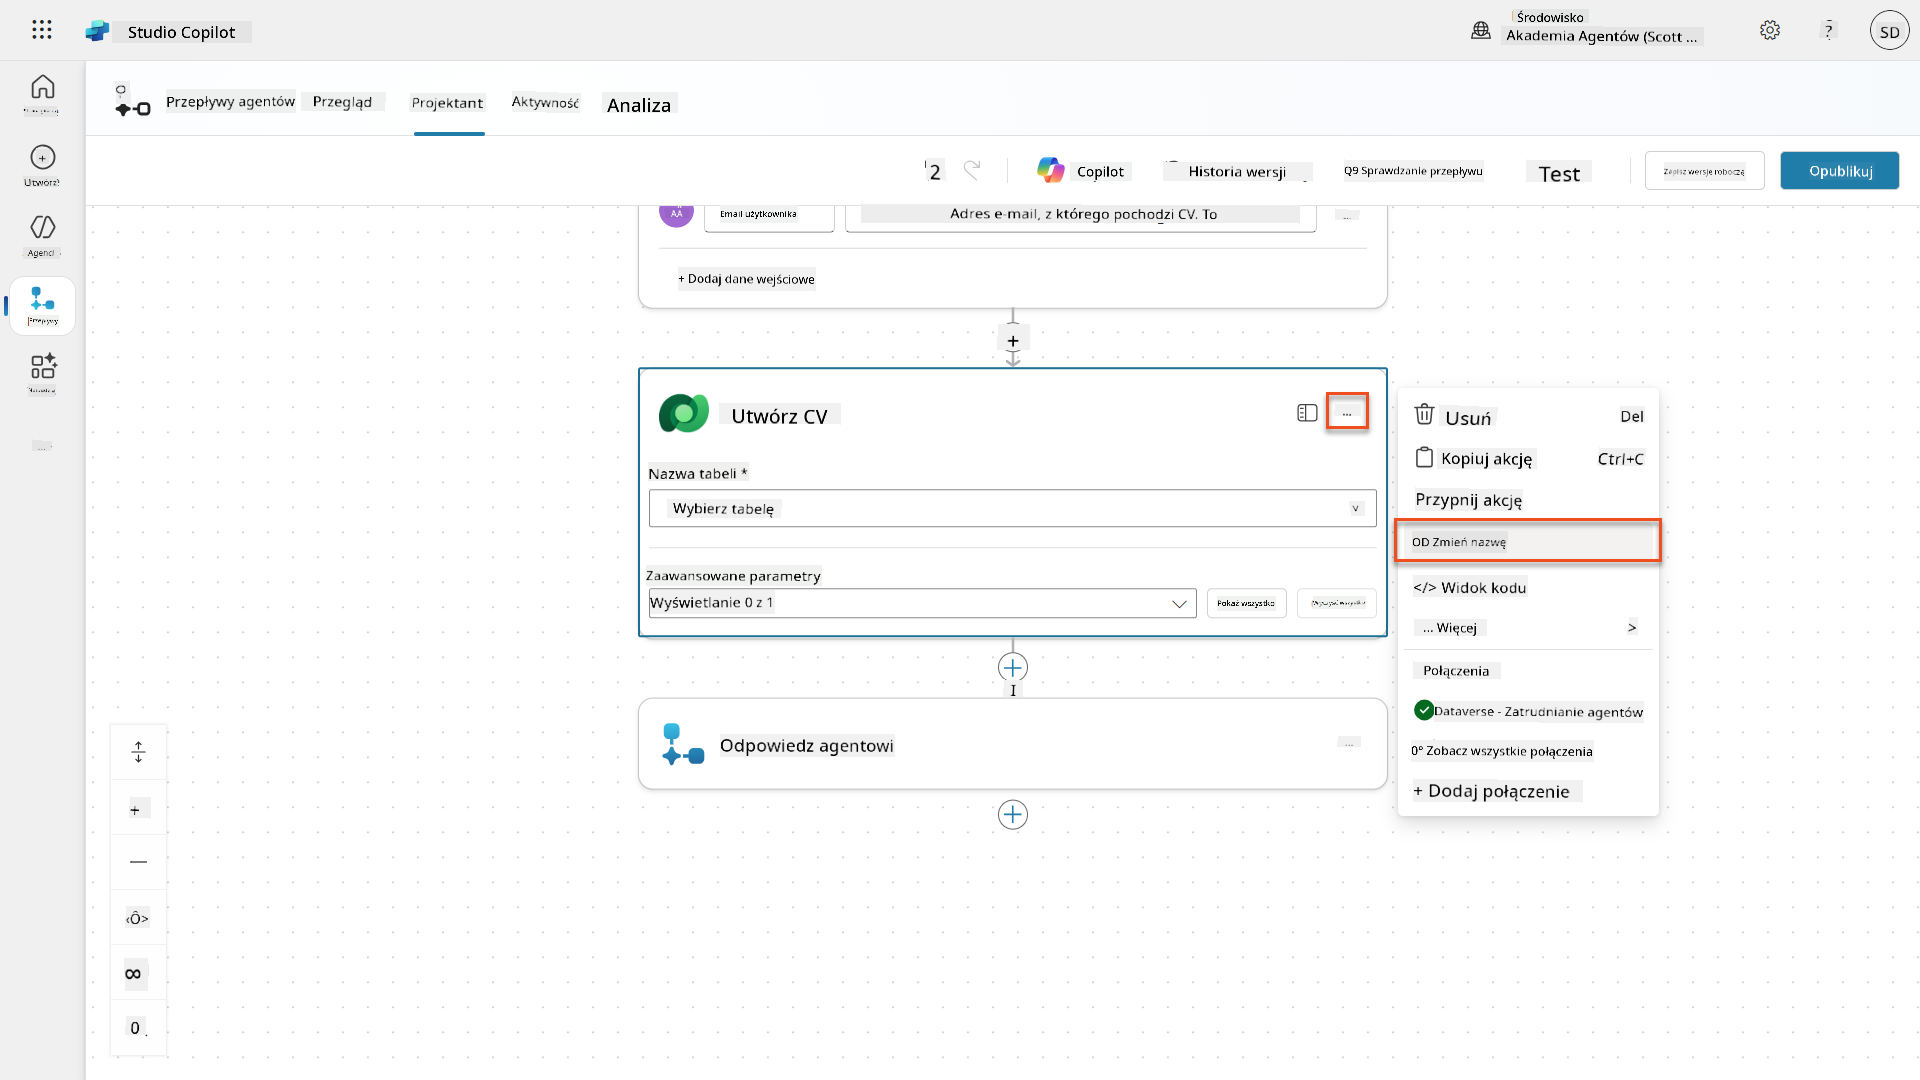 Studio Copilot
Środowisko
Akademia Agentów (Scott ...
?
SD
Przepływy agentów
Przegląd
Projektant
Aktywność
Analiza
Copilot
Historia wersji
Q9 Sprawdzanie przepływu
Test
Zapisz wersję roboczą
Opublikuj
Utwórz!
Agenci
Przepływy
AA
Email użytkownika
Adres e-mail, z którego pochodzi CV. To
...
+ Dodaj dane wejściowe
+
Utwórz CV
...
Nazwa tabeli *
Wybierz tabelę
Zaawansowane parametry
Wyświetlanie 0 z 1
Pokaż wszystko
Odpowiedz agentowi
...
Usuń
Del
Kopiuj akcję
Ctrl+C
Przypnij akcję
OD Zmień nazwę
</> Widok kodu
... Więcej
>
Połączenia
Dataverse - Zatrudnianie agentów
0° Zobacz wszystkie połączenia
+ Dodaj połączenie